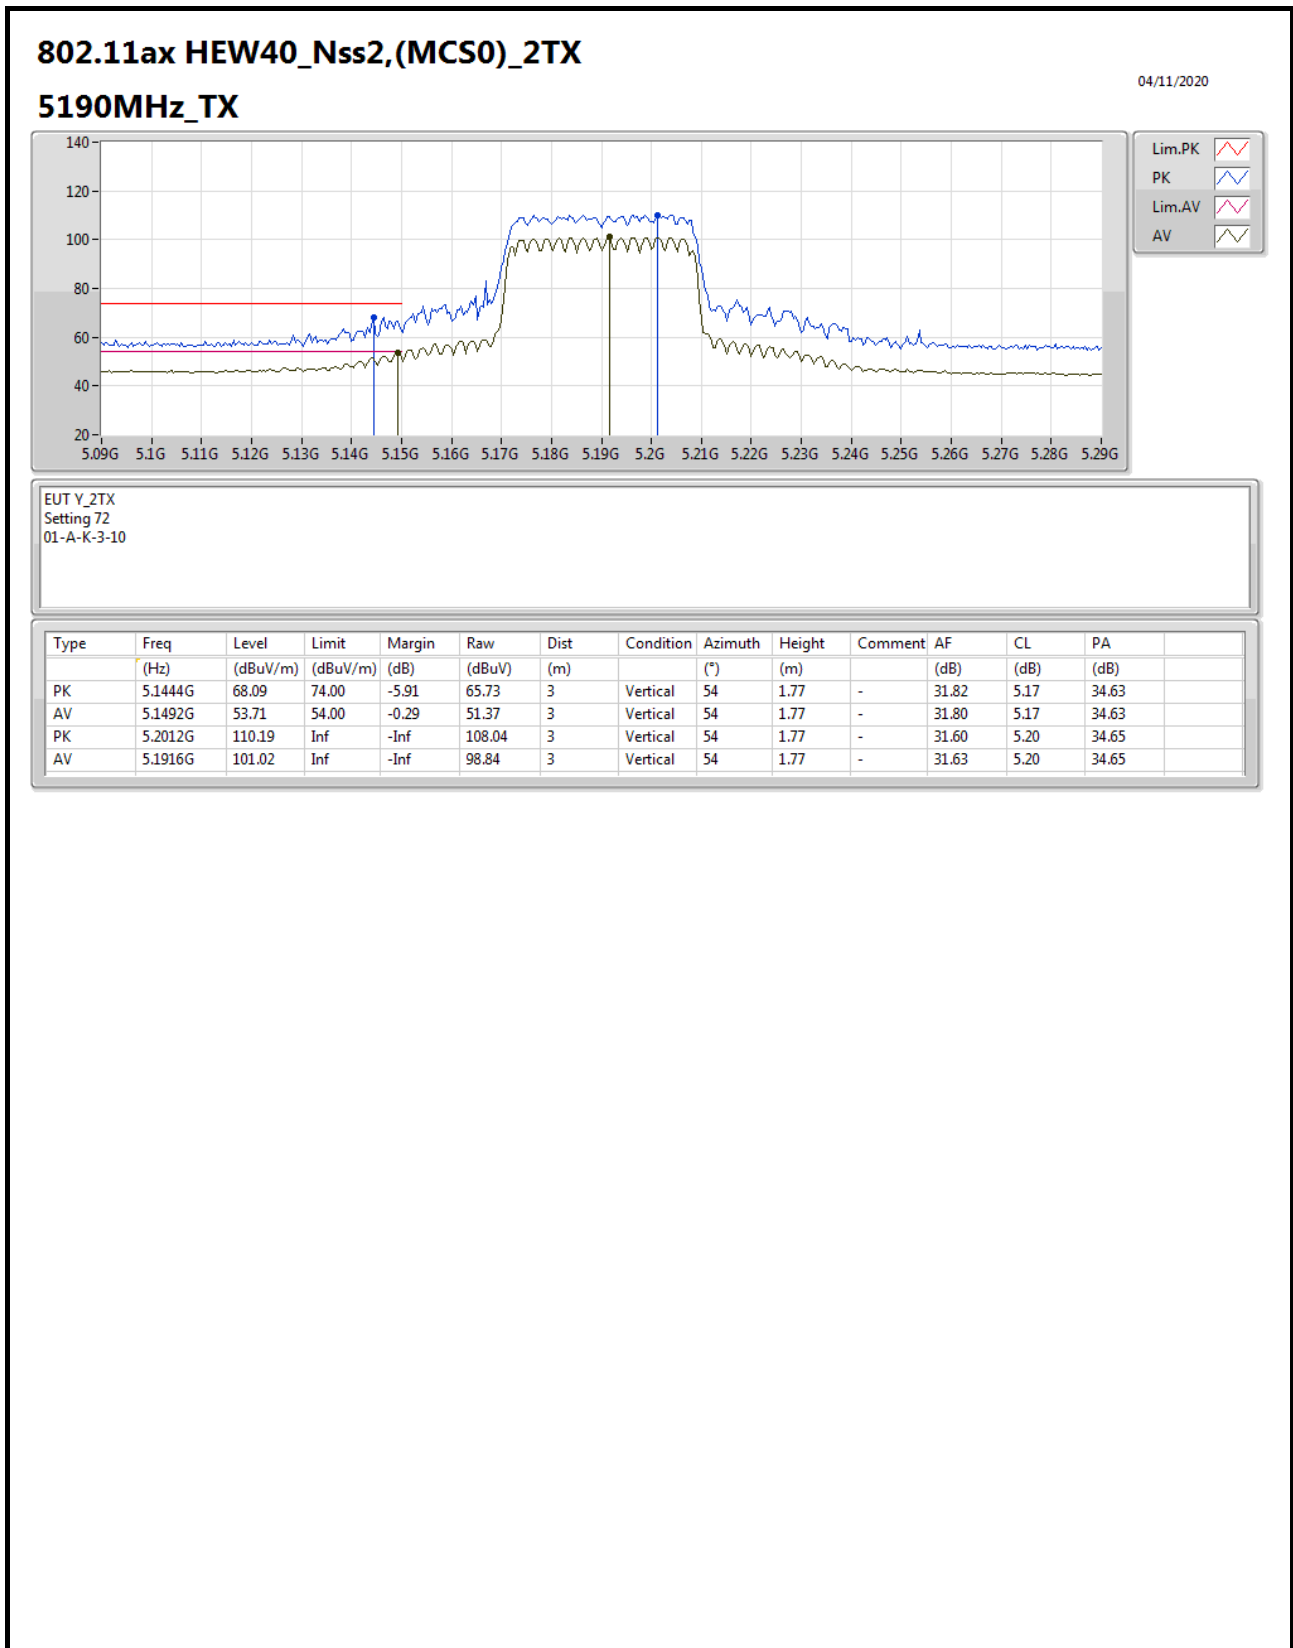 802.11ax HEW40_Nss2,(MCS0)_2TX
04/11/2020
5190MHz_TX
140
120
100
80
60
40
20
5.09G 5.1G 5.11G 5.12G 5.13G 5.14G 5.15G 5.16G 5.17G 5.18G 5.19G 5.2G 5.21G 5.22G 5.23G 5.24G 5.25G 5.26G 5.27G 5.28G 5.29G
Lim.PK
PK
Lim.AV
AV
EUT Y_2TX
Setting 72
01-A-K-3-10
Type Freq Level Limit Margin Raw Dist Condition Azimuth Height Comment AF CL PA
(Hz) (dBuV/m) (dBuV/m) (dB) (dBuV) (m) (°) (m) (dB) (dB) (dB)
PK 5.1444G 68.09 74.00 -5.91 65.73 3 Vertical 54 1.77 - 31.82 5.17 34.63
AV 5.1492G 53.71 54.00 -0.29 51.37 3 Vertical 54 1.77 - 31.80 5.17 34.63
PK 5.2012G 110.19 Inf -Inf 108.04 3 Vertical 54 1.77 - 31.60 5.20 34.65
AV 5.1916G 101.02 Inf -Inf 98.84 3 Vertical 54 1.77 - 31.63 5.20 34.65